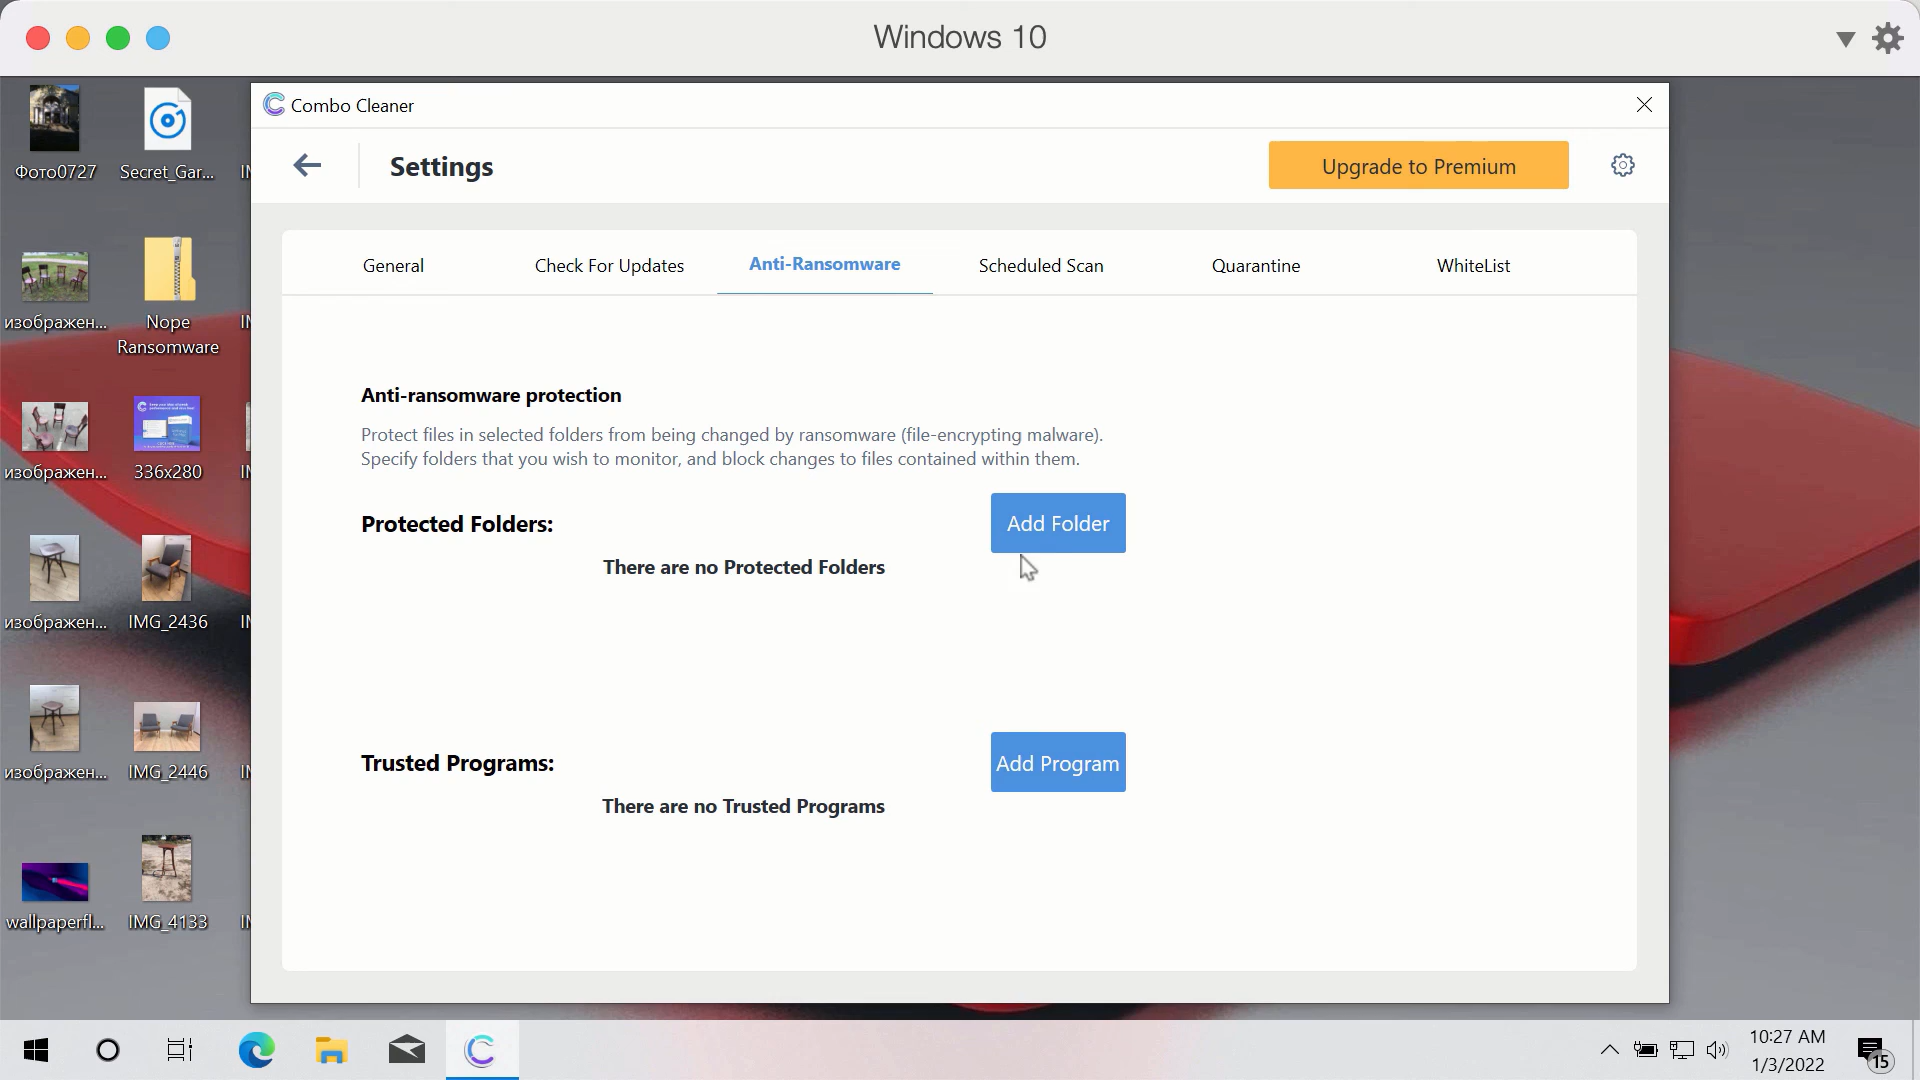 Windows 10
Combo Cleaner
Settings
Upgrade to Premium
General
Check For Updates
Anti-Ransomware
Scheduled Scan
Quarantine
WhiteList
Anti-ransomware protection
Protect files in selected folders from being changed by ransomware (file-encrypting malware).
Specify folders that you wish to monitor, and block changes to files contained within them.
Protected Folders:
Add Folder
There are no Protected Folders
Trusted Programs:
Add Program
There are no Trusted Programs
Фото0727
Secret_Gar...
изображен...
Nope
Ransomware
изображен...
336x280
изображен...
IMG_2436
изображен...
IMG_2446
wallpaperfl...
IMG_4133
10:27 AM
1/3/2022
15